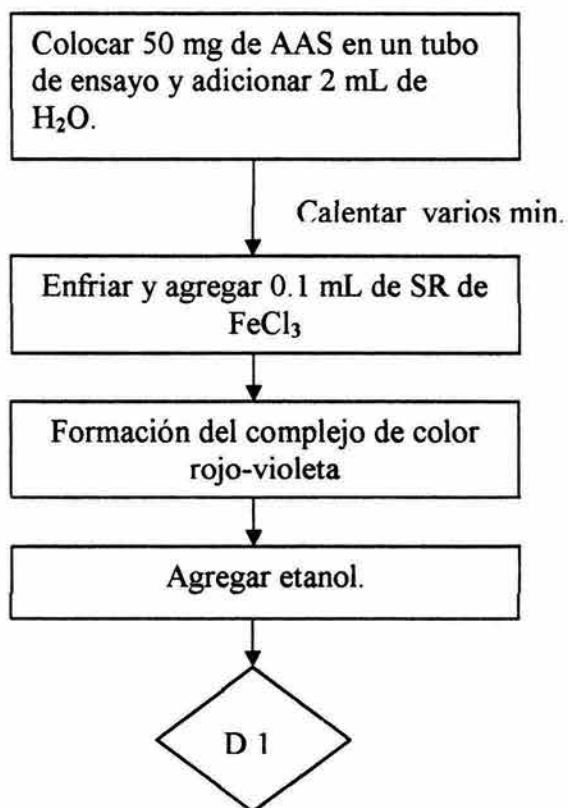 Colocar 50 mg de AAS en un tubo
de ensayo y adicionar 2 mL de
H₂O.
Calentar varios min.
Enfriar y agregar 0.1 mL de SR de
FeCl₃
Formación del complejo de color
rojo-violeta
Agregar etanol.
D 1